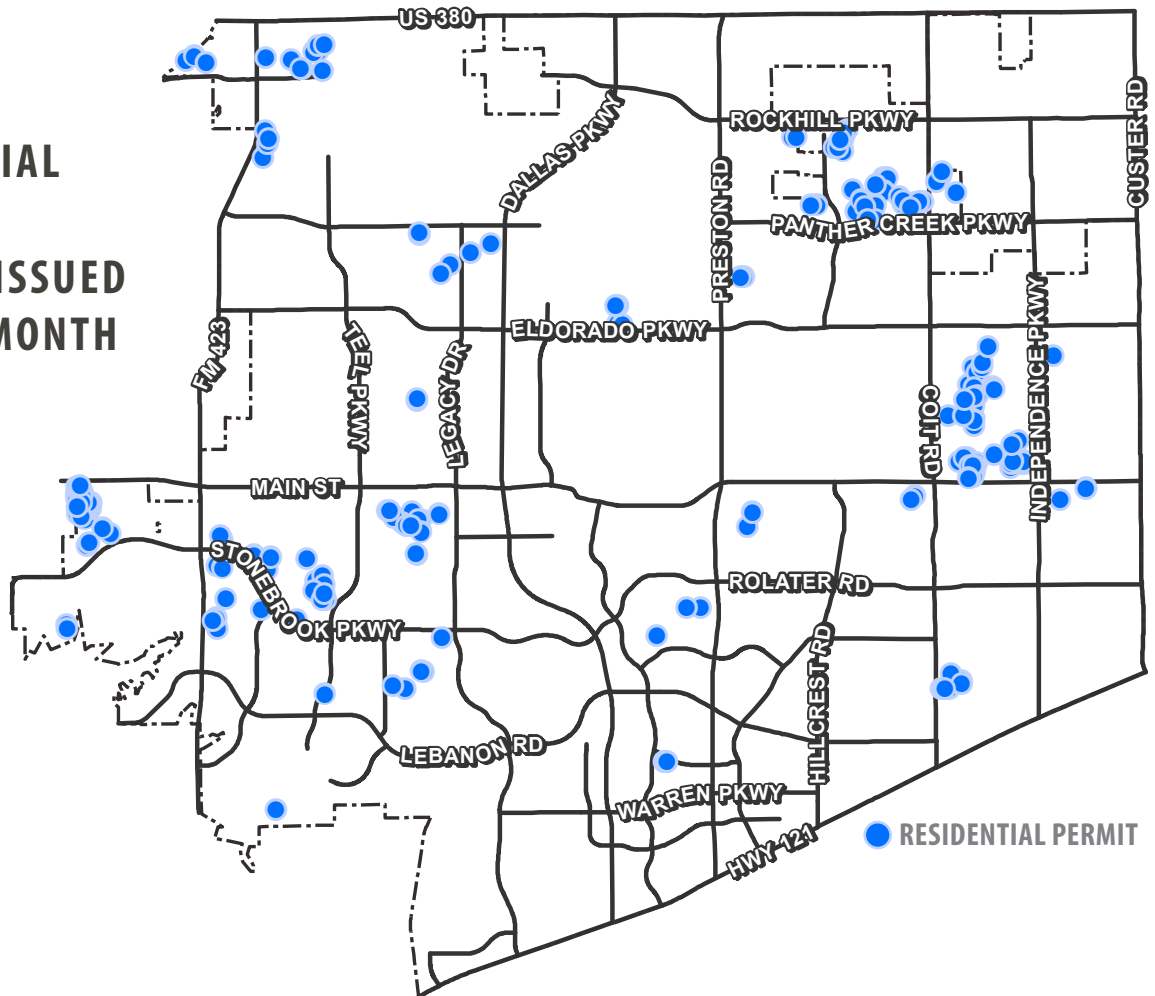 US 380
IAL
ISSUED
MONTH
DALLAS PKWY
ROCKHILL PKWY
CUSTER RD
PRESTON RD
PANTHER CREEK PKWY
FM 423
TEEL PKWY
LEGACY DR
ELDORADO PKWY
COIT RD
INDEPENDENCE PKWY
MAIN ST
STONEBROOK PKWY
ROLATER RD
HILLCREST RD
LEBANON RD
WARREN PKWY
HWY 121
RESIDENTIAL PERMIT